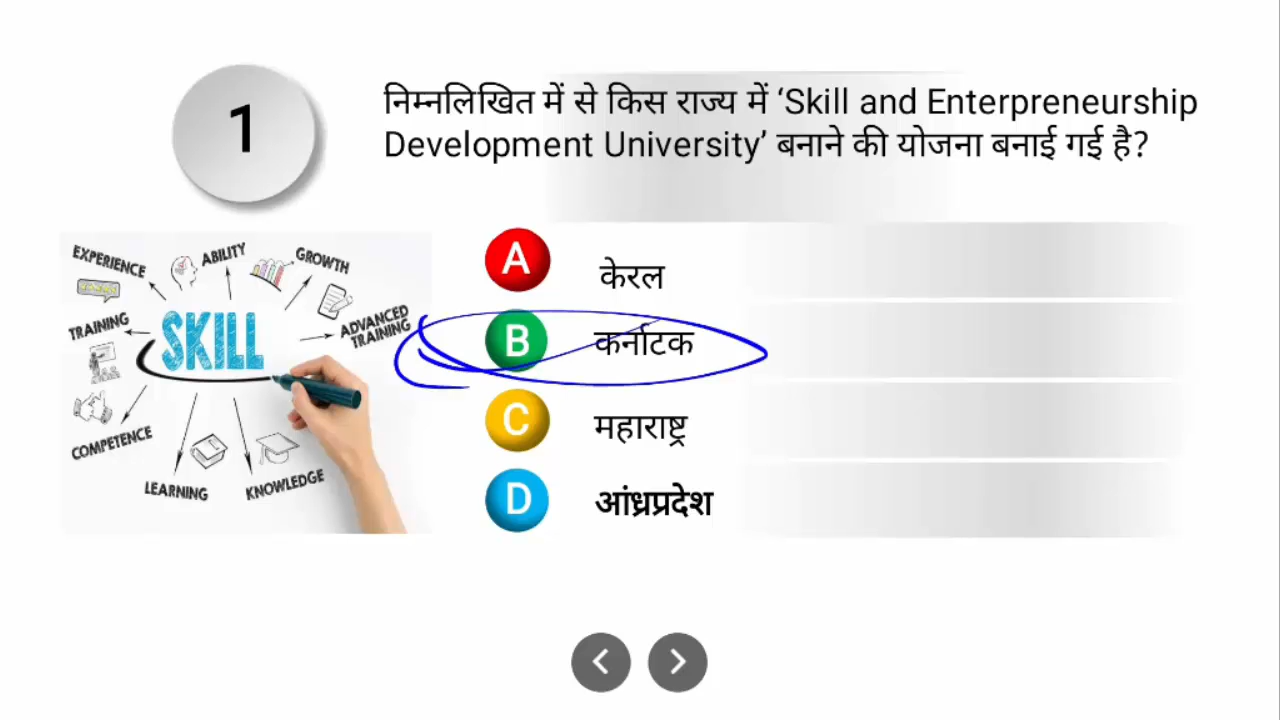 1
निम्नलिखित में से किस राज्य में ‘Skill and Enterpreneurship
Development University’ बनाने की योजना बनाई गई है?
EXPERIENCE
ABILITY
GROWTH
TRAINING
SKILL
ADVANCED
TRAINING
COMPETENCE
LEARNING
KNOWLEDGE
A केरल
B कर्नाटक
C महाराष्ट्र
D आंध्रप्रदेश